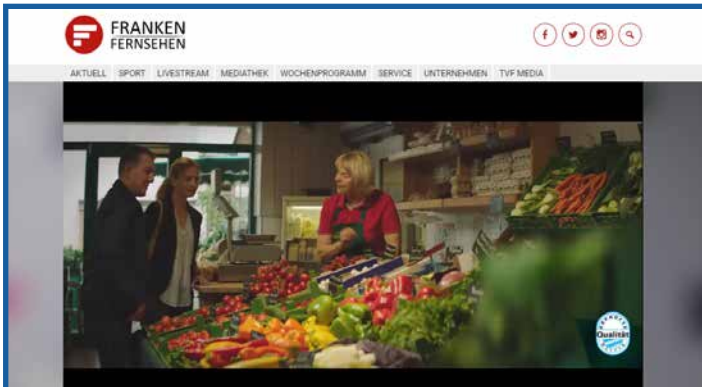 FRANKEN
FERNSEHEN
AKTUELL SPORT LIVESTREAM MEDIATHEK WOCHENPROGRAMM SERVICE UNTERNEHMEN TVF MEDIA
Qualität